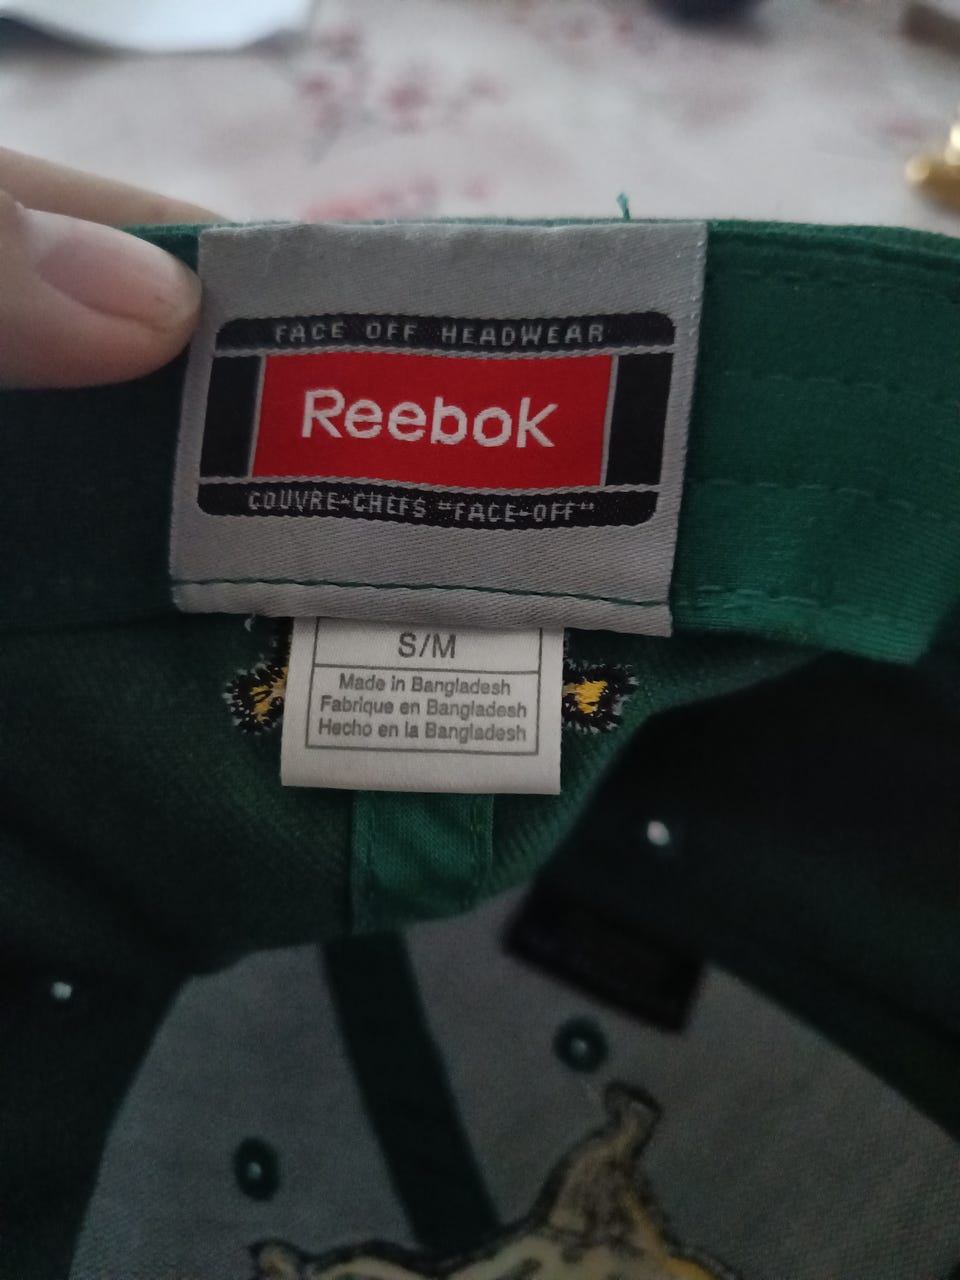 FACE OFF HEADWEAR
Reebok
COUVRE-CHEFS "FACE-OFF"
S/M
Made in Bangladesh
Fabrique en Bangladesh
Hecho en la Bangladesh